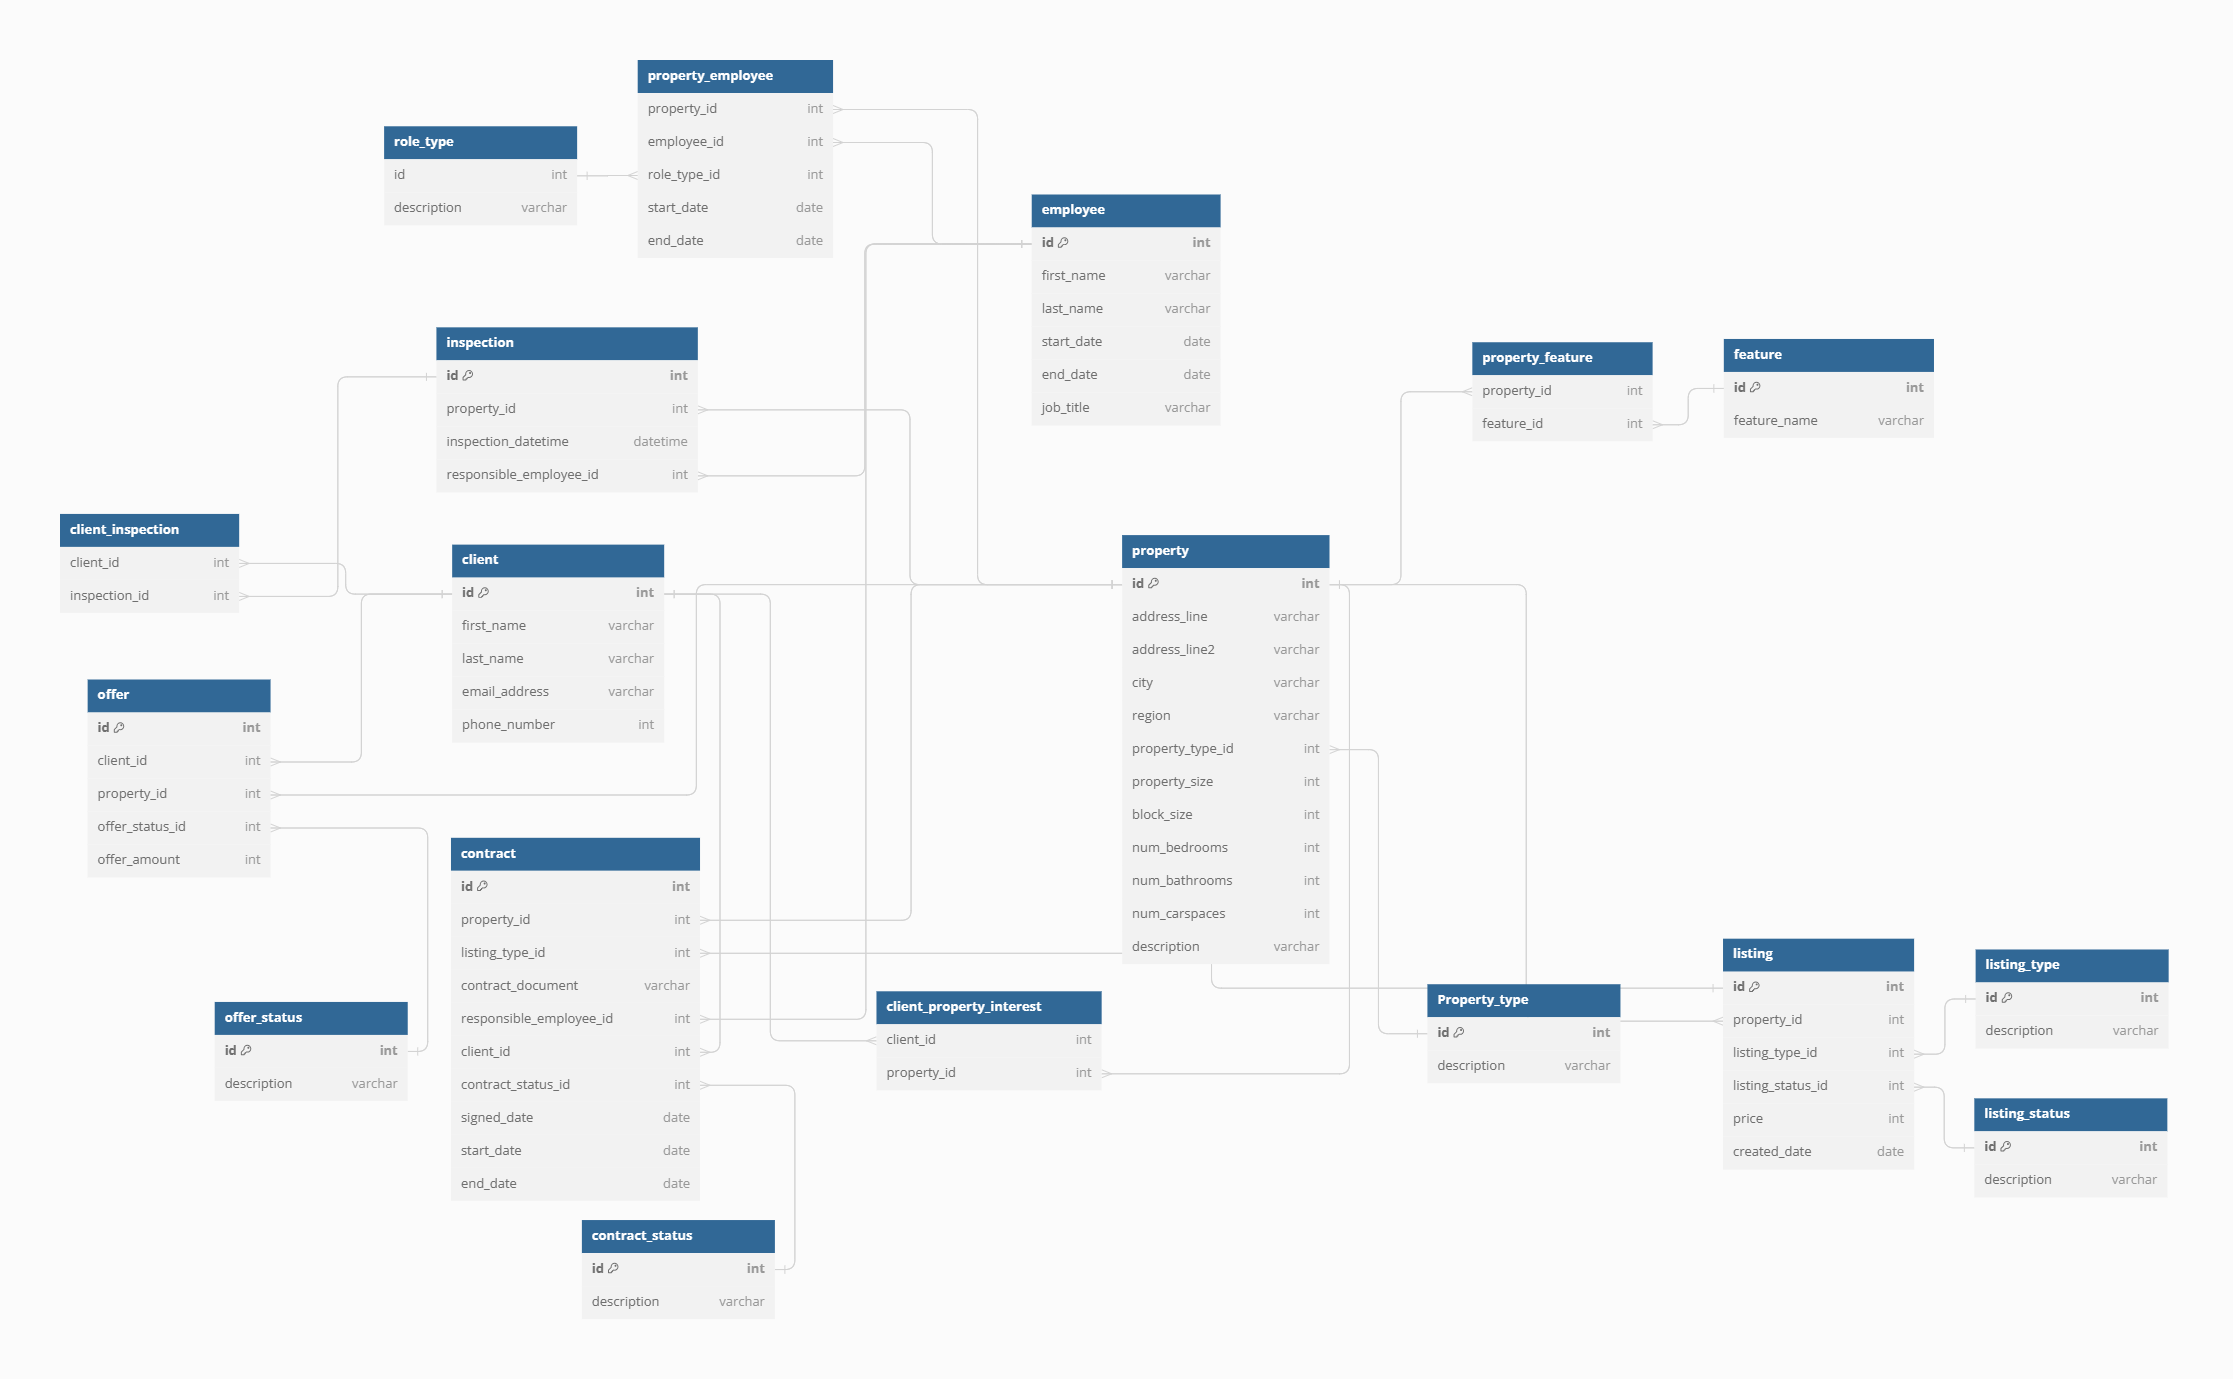 property_employee
property_id int
employee_id int
role_type_id int
start_date date
end_date date
role_type
id int
description varchar
employee
id int
first_name varchar
last_name varchar
start_date date
end_date date
job_title varchar
inspection
id int
property_id int
inspection_datetime datetime
responsible_employee_id int
property_feature
property_id int
feature_id int
feature
id int
feature_name varchar
client_inspection
client_id int
inspection_id int
client
id int
first_name varchar
last_name varchar
email_address varchar
phone_number int
property
id int
address_line varchar
address_line2 varchar
city varchar
region varchar
property_type_id int
property_size int
block_size int
num_bedrooms int
num_bathrooms int
num_carspaces int
description varchar
offer
id int
client_id int
property_id int
offer_status_id int
offer_amount int
contract
id int
property_id int
listing_type_id int
contract_document varchar
responsible_employee_id int
client_id int
contract_status_id int
signed_date date
start_date date
end_date date
offer_status
id int
description varchar
client_property_interest
client_id int
property_id int
Property_type
id int
description varchar
listing
id int
property_id int
listing_type_id int
listing_status_id int
price int
created_date date
listing_type
id int
description varchar
listing_status
id int
description varchar
contract_status
id int
description varchar